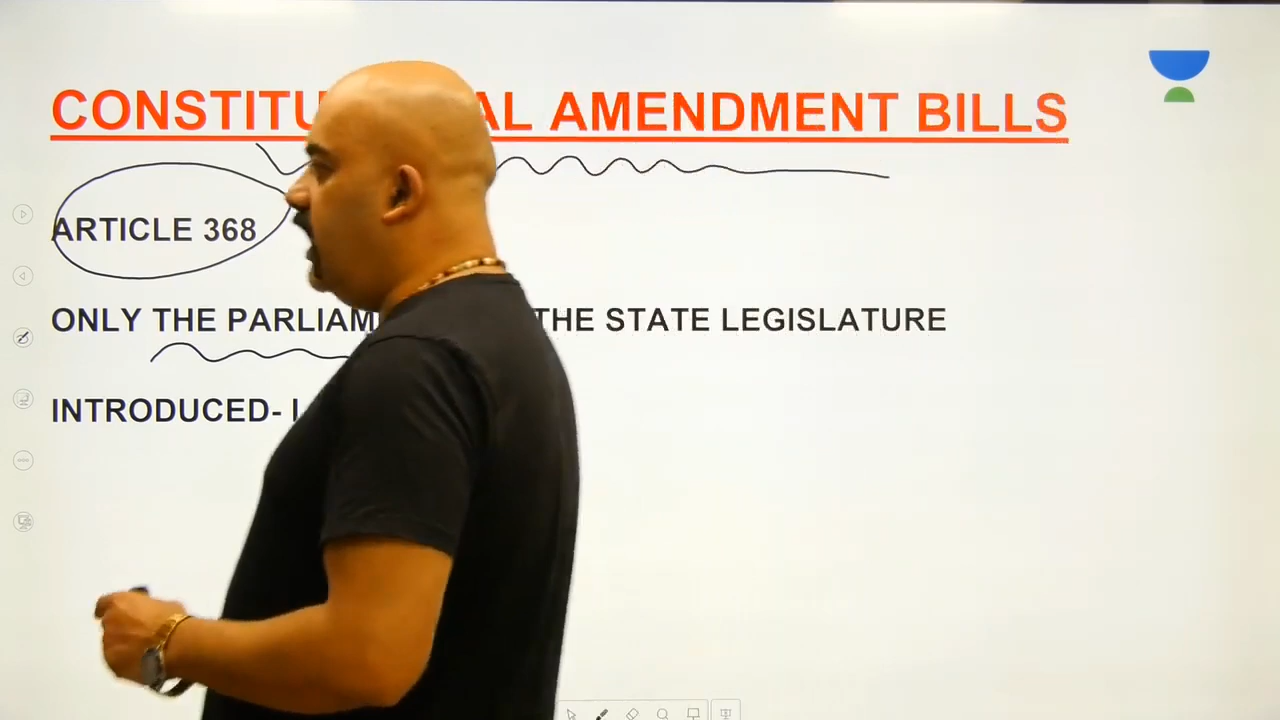 CONSTITU AL AMENDMENT BILLS
ARTICLE 368
ONLY THE PARLIAM THE STATE LEGISLATURE
INTRODUCED-